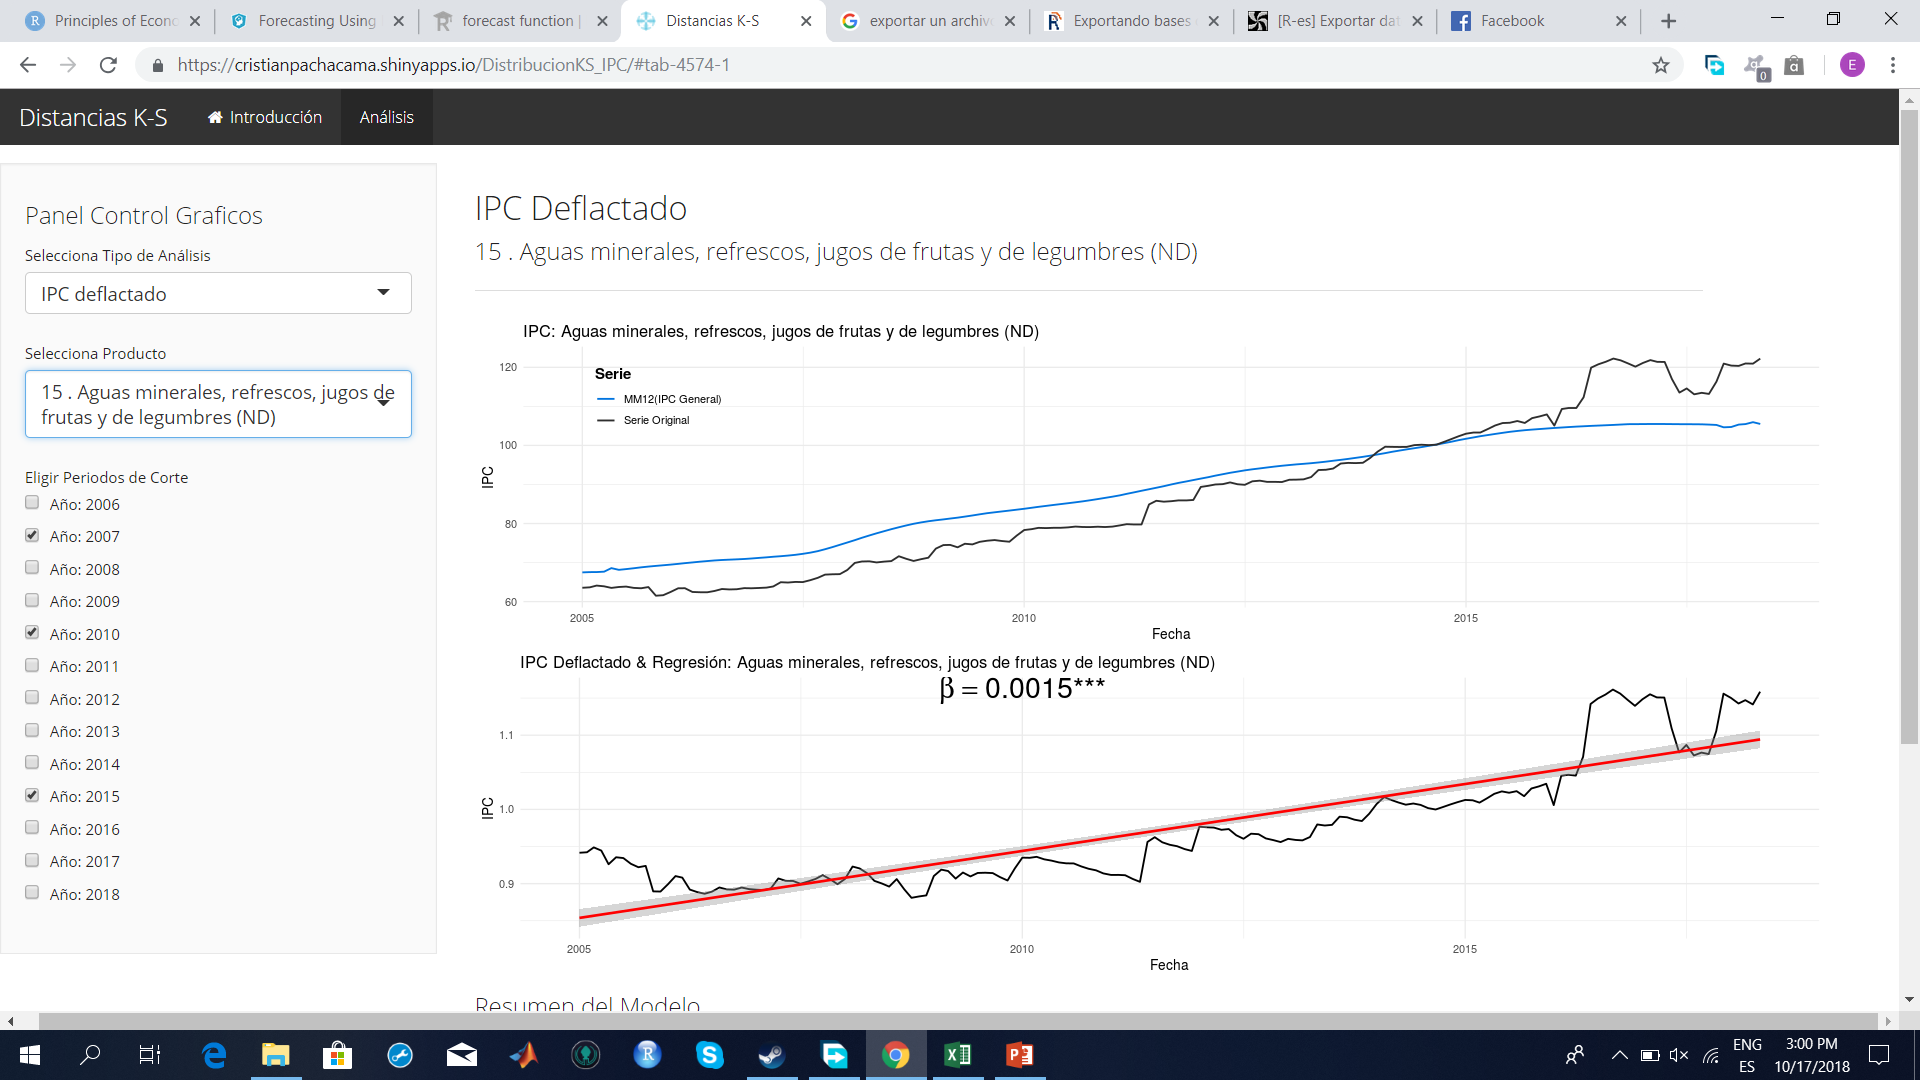 Principles of Econo
Forecasting Using
forecast function |
Distancias K-S
exportar un archivo
Exportando bases
[R-es] Exportar dat
Facebook
https://cristianpachacama.shinyapps.io/DistribucionKS_IPC/#tab-4574-1
0
E
Distancias K-S
Introducción
Análisis
Panel Control Graficos
Selecciona Tipo de Análisis
IPC deflactado
Selecciona Producto
15 . Aguas minerales, refrescos, jugos de
frutas y de legumbres (ND)
Eligir Periodos de Corte
Año: 2006
Año: 2007
Año: 2008
Año: 2009
Año: 2010
Año: 2011
Año: 2012
Año: 2013
Año: 2014
Año: 2015
Año: 2016
Año: 2017
Año: 2018
IPC Deflactado
15 . Aguas minerales, refrescos, jugos de frutas y de legumbres (ND)
IPC: Aguas minerales, refrescos, jugos de frutas y de legumbres (ND)
Serie
MM12(IPC General)
Serie Original
120
100
80
60
IPC
2005
2010
2015
Fecha
IPC Deflactado & Regresión: Aguas minerales, refrescos, jugos de frutas y de legumbres (ND)
β = 0.0015***
1.1
1.0
0.9
IPC
2005
2010
2015
Fecha
Resumen del Modelo
ENG
ES
3:00 PM
10/17/2018